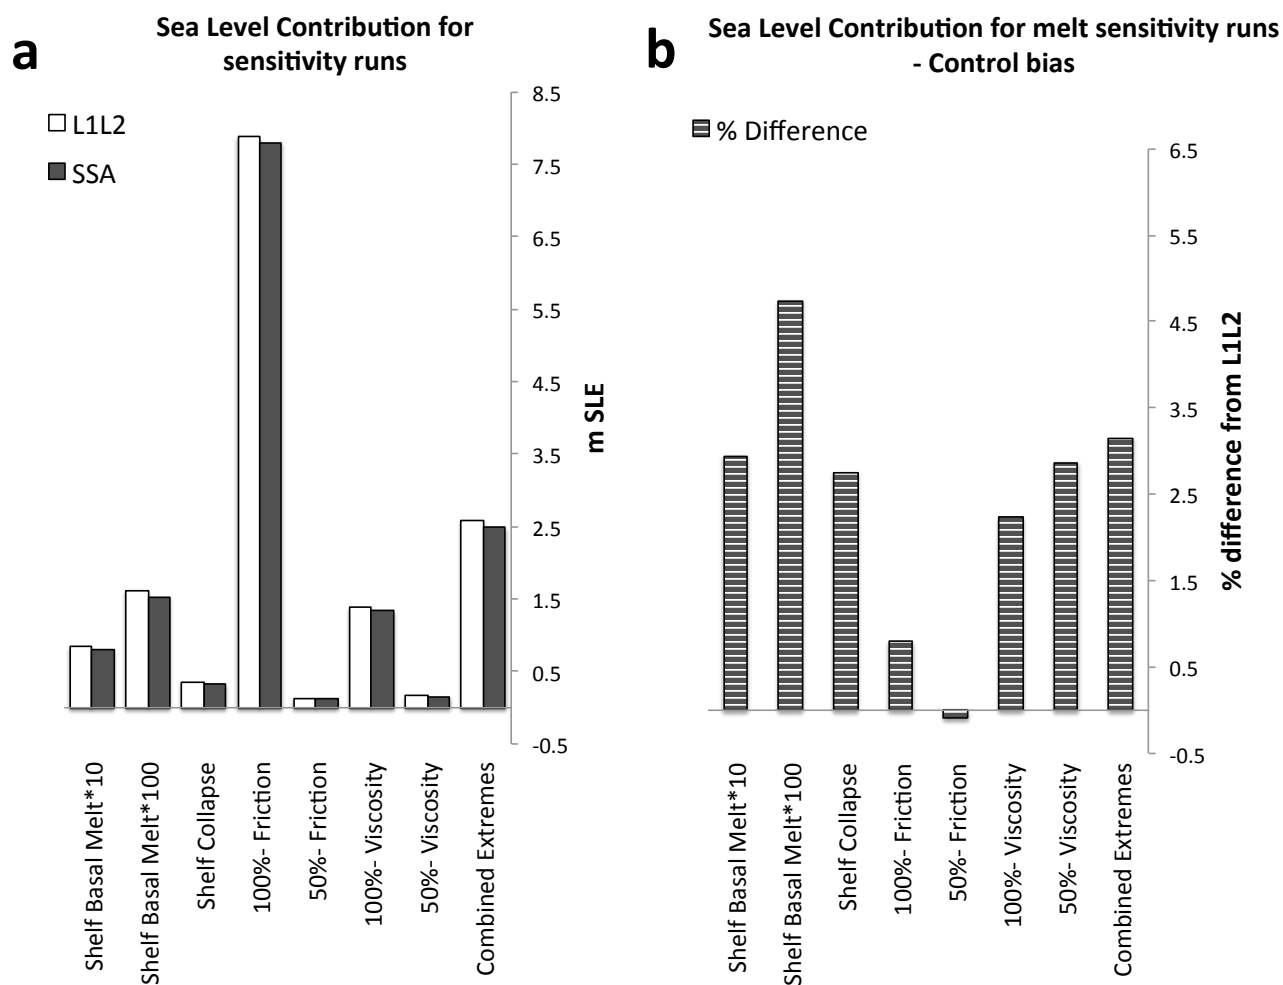 a
Sea Level Contribution for
sensitivity runs
L1L2
SSA
8.5
7.5
6.5
5.5
4.5
3.5
2.5
1.5
0.5
-0.5
m SLE
Shelf Basal Melt*10
Shelf Basal Melt*100
Shelf Collapse
100%- Friction
50%- Friction
100%- Viscosity
50%- Viscosity
Combined Extremes
b
Sea Level Contribution for melt sensitivity runs
- Control bias
% Difference
6.5
5.5
4.5
3.5
2.5
1.5
0.5
-0.5
% difference from L1L2
Shelf Basal Melt*10
Shelf Basal Melt*100
Shelf Collapse
100%- Friction
50%- Friction
100%- Viscosity
50%- Viscosity
Combined Extremes